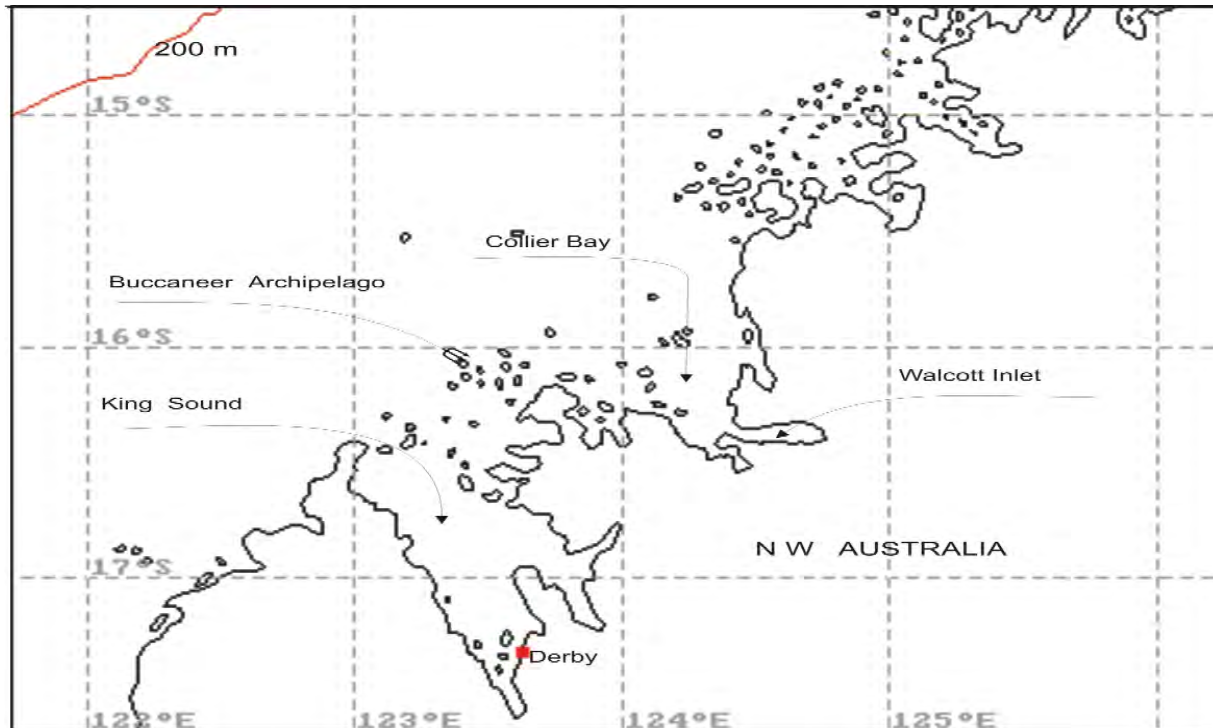 200 m
15°S
Collier Bay
Buccaneer Archipelago
16°S
Walcott Inlet
King Sound
N W AUSTRALIA
17°S
Derby
122°E 123°E 124°E 125°E